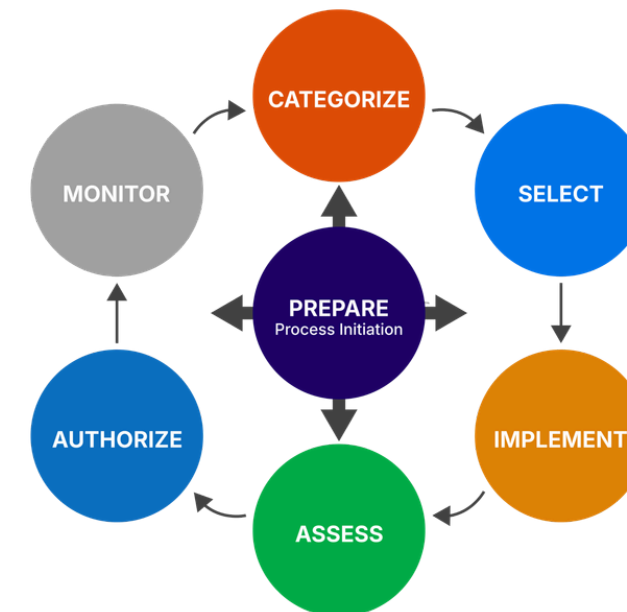 CATEGORIZE
MONITOR
SELECT
PREPARE
Process Initiation
AUTHORIZE
IMPLEMENT
ASSESS